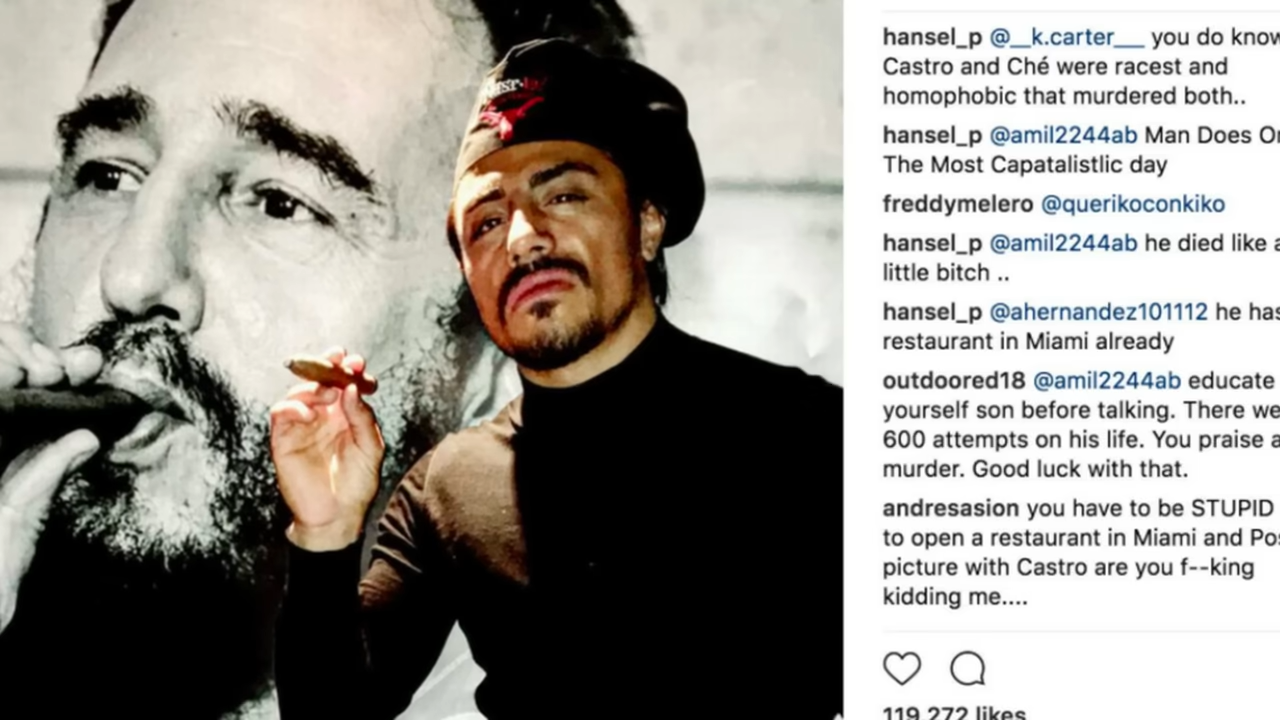 hansel_p @__k.carter___ you do know
Castro and Ché were racest and
homophobic that murdered both..
hansel_p @amil2244ab Man Does On
The Most Capatalistlic day
freddymelero @querikoconkiko
hansel_p @amil2244ab he died like a
little bitch ..
hansel_p @ahernandez101112 he has
restaurant in Miami already
outdoored18 @amil2244ab educate
yourself son before talking. There we
600 attempts on his life. You praise a
murder. Good luck with that.
andresasion you have to be STUPID
to open a restaurant in Miami and Pos
picture with Castro are you f--king
kidding me....
119,272 likes